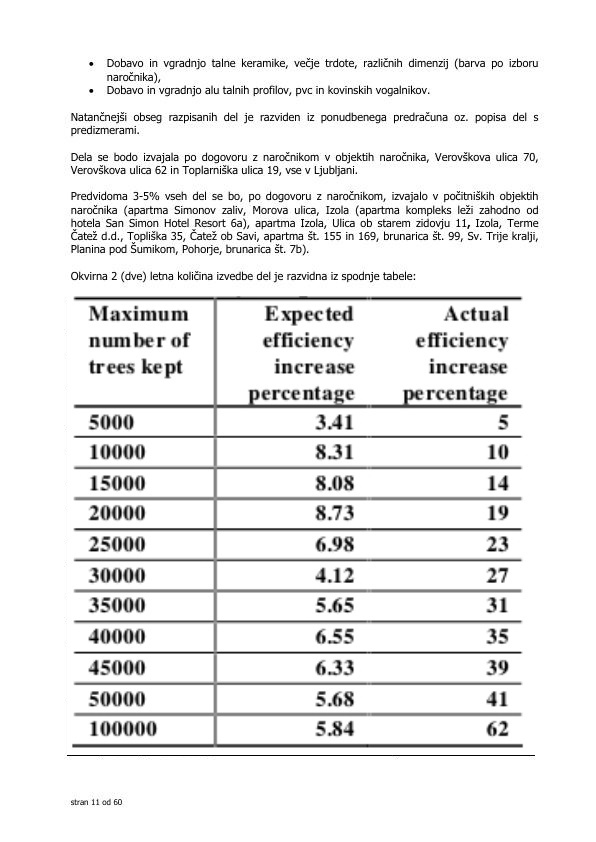 • Dobavo in vgradnjo talne keramike, večje trdote, različnih dimenzij (barva po izboru
naročnika),
• Dobavo in vgradnjo alu talnih profilov, pvc in kovinskih vogalnikov.
Natančnejši obseg razpisanih del je razviden iz ponudbenega predračuna oz. popisa del s
predizmerami.
Dela se bodo izvajala po dogovoru z naročnikom v objektih naročnika, Verovškova ulica 70,
Verovškova ulica 62 in Toplarniška ulica 19, vse v Ljubljani.
Predvidoma 3-5% vseh del se bo, po dogovoru z naročnikom, izvajalo v počitniških objektih
naročnika (apartma Simonov zaliv, Morova ulica, Izola (apartma kompleks leži zahodno od
hotela San Simon Hotel Resort 6a), apartma Izola, Ulica ob starem zidovju 11, Izola, Terme
Čatež d.d., Topliška 35, Čatež ob Savi, apartma št. 155 in 169, brunarica št. 99, Sv. Trije kralji,
Planina pod Šumikom, Pohorje, brunarica št. 7b).
Okvirna 2 (dve) letna količina izvedbe del je razvidna iz spodnje tabele:
Maximum Expected Actual
number of efficiency efficiency
trees kept increase increase
percentage percentage
5000 3.41 5
10000 8.31 10
15000 8.08 14
20000 8.73 19
25000 6.98 23
30000 4.12 27
35000 5.65 31
40000 6.55 35
45000 6.33 39
50000 5.68 41
100000 5.84 62
stran 11 od 60